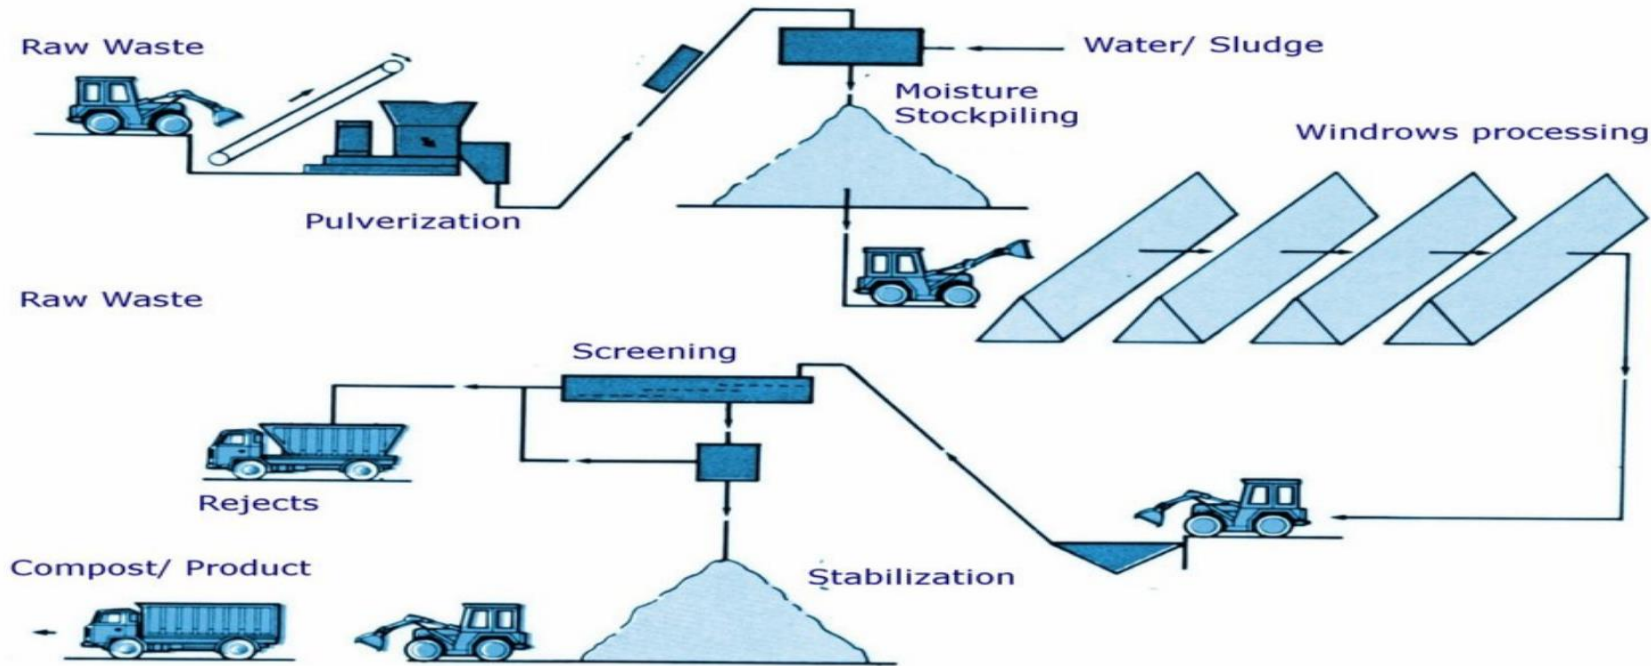 Raw Waste
Water/ Sludge
Moisture
Stockpiling
Windrows processing
Pulverization
Raw Waste
Screening
Rejects
Compost/ Product
Stabilization